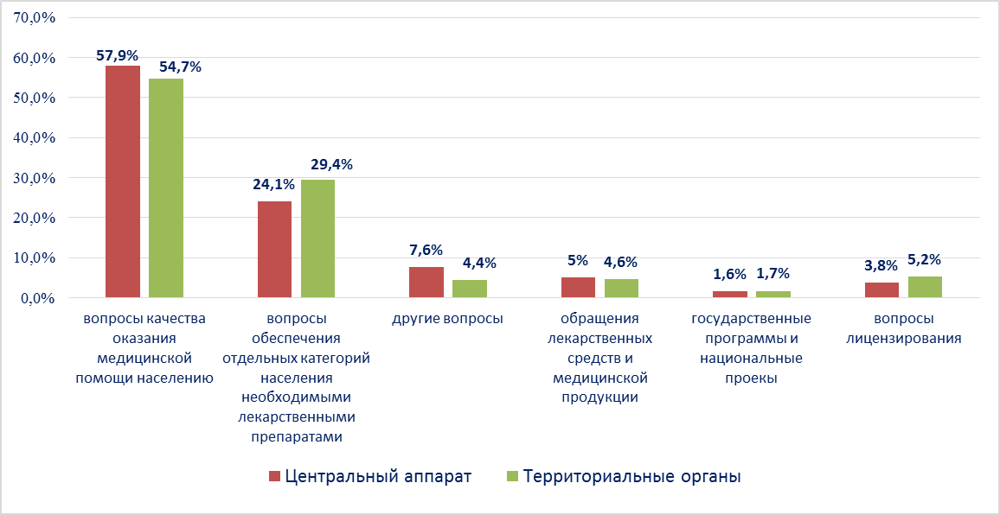 70,0%
60,0%
50,0%
40,0%
30,0%
20,0%
10,0%
0,0%
57,9%
54,7%
24,1%
29,4%
7,6%
4,4%
5%
4,6%
1,6%
1,7%
3,8%
5,2%
вопросы качества
оказания
медицинской
помощи населению
вопросы
обеспечения
отдельных категорий
населения
необходимыми
лекарственными
препаратами
другие вопросы
обращения
лекарственных
средств и
медицинской
продукции
государственные
программы и
национальные
проекы
вопросы
лицензирования
Центральный аппарат
Территориальные органы